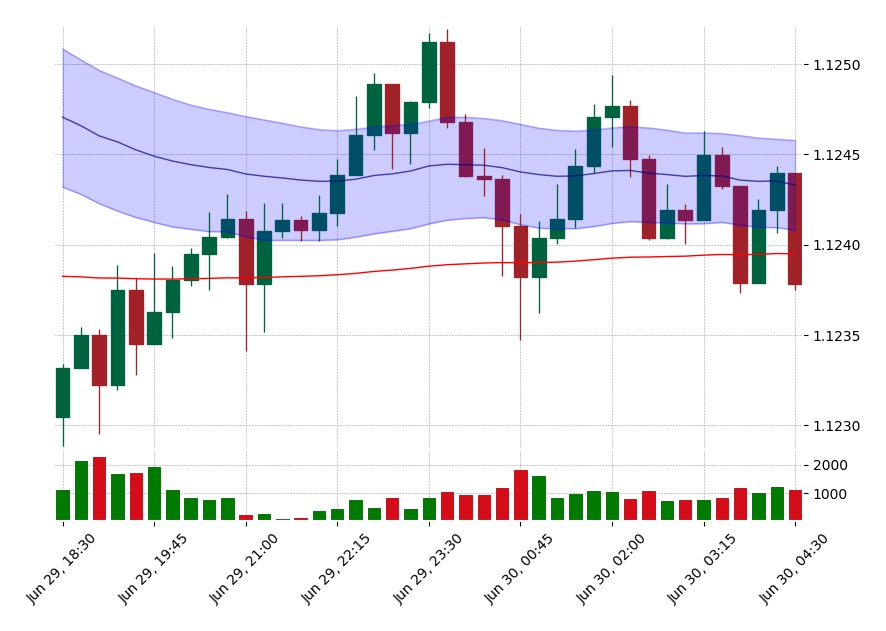 1.1250
1.1245
1.1240
1.1235
1.1230
2000
1000
Jun 29, 18:30
Jun 29, 19:45
Jun 29, 21:00
Jun 29, 22:15
Jun 29, 23:30
Jun 30, 00:45
Jun 30, 02:00
Jun 30, 03:15
Jun 30, 04:30